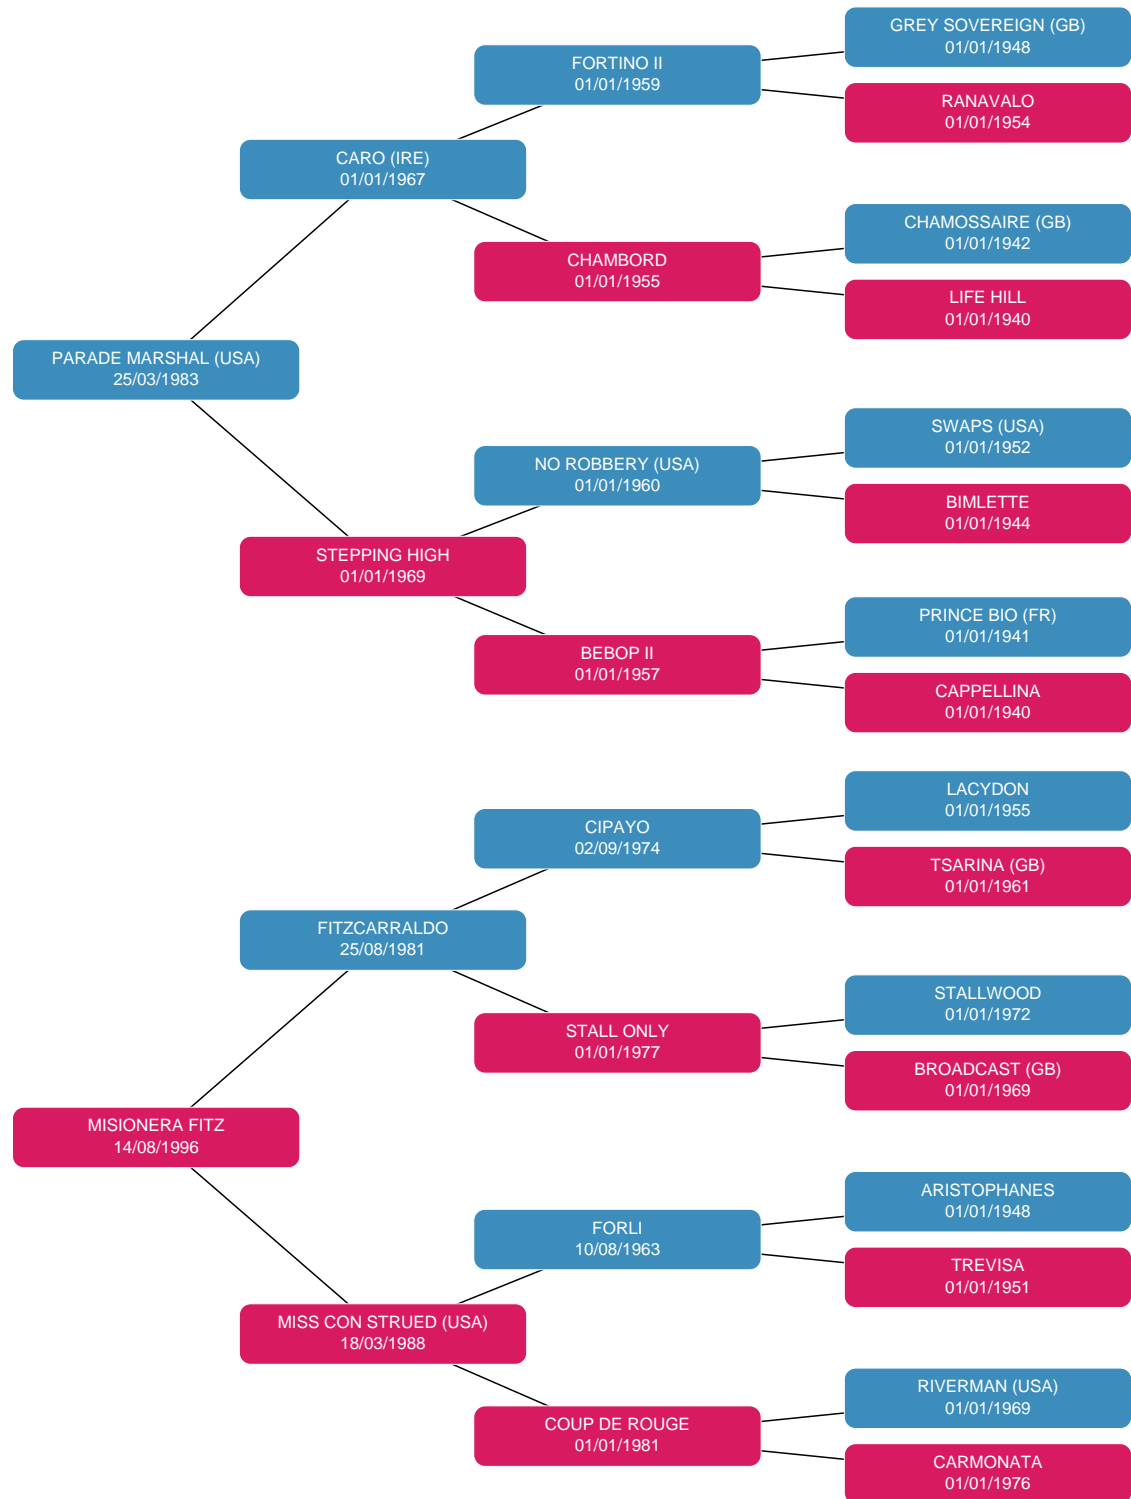 GREY SOVEREIGN (GB)
01/01/1948
FORTINO II
01/01/1959
RANAVALO
01/01/1954
CARO (IRE)
01/01/1967
CHAMOSSAIRE (GB)
01/01/1942
CHAMBORD
01/01/1955
LIFE HILL
01/01/1940
PARADE MARSHAL (USA)
25/03/1983
SWAPS (USA)
01/01/1952
NO ROBBERY (USA)
01/01/1960
BIMLETTE
01/01/1944
STEPPING HIGH
01/01/1969
PRINCE BIO (FR)
01/01/1941
BEBOP II
01/01/1957
CAPPELLINA
01/01/1940
LACYDON
01/01/1955
CIPAYO
02/09/1974
TSARINA (GB)
01/01/1961
FITZCARRALDO
25/08/1981
STALLWOOD
01/01/1972
STALL ONLY
01/01/1977
BROADCAST (GB)
01/01/1969
MISIONERA FITZ
14/08/1996
ARISTOPHANES
01/01/1948
FORLI
10/08/1963
TREVISA
01/01/1951
MISS CON STRUED (USA)
18/03/1988
RIVERMAN (USA)
01/01/1969
COUP DE ROUGE
01/01/1981
CARMONATA
01/01/1976